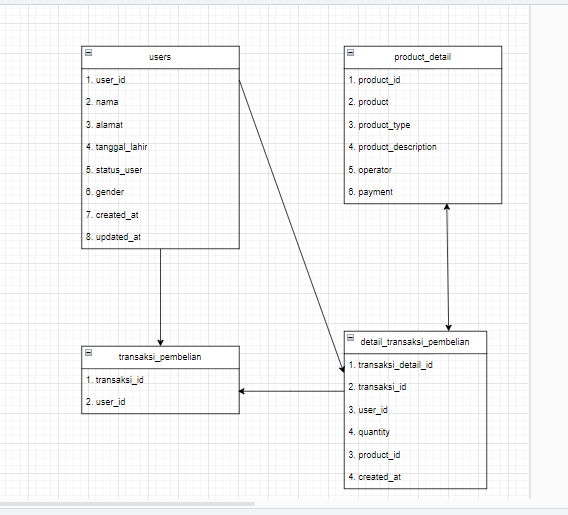 users
1. user_id
2. nama
3. alamat
4. tanggal_lahir
5. status_user
6. gender
7. created_at
8. updated_at
product_detail
1. product_id
2. product
3. product_type
4. product_description
5. operator
6. payment
transaksi_pembelian
1. transaksi_id
2. user_id
detail_transaksi_pembelian
1. transaksi_detail_id
2. transaksi_id
3. user_id
4. quantity
3. product_id
4. created_at